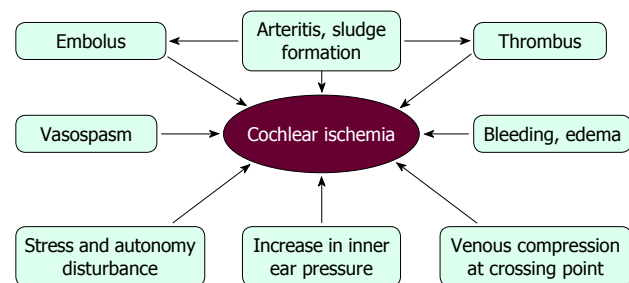 Embolus
Arteritis, sludge
formation
Thrombus
Vasospasm
Cochlear ischemia
Bleeding, edema
Stress and autonomy
disturbance
Increase in inner
ear pressure
Venous compression
at crossing point